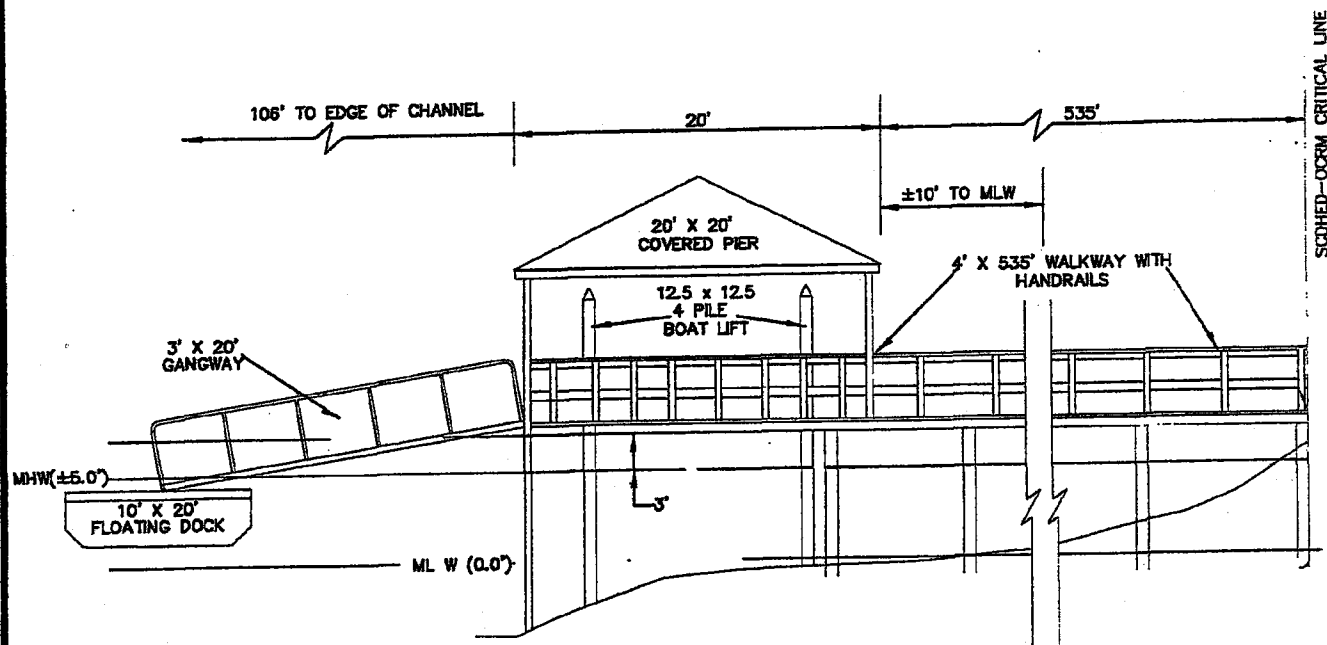 106' TO EDGE OF CHANNEL
20'
535'
SCDHED-OCRM CRITICAL LINE
±10' TO MLW
20' X 20'
COVERED PIER
4' X 535' WALKWAY WITH
HANDRAILS
12.5 x 12.5
4 PILE
BOAT LIFT
3' X 20'
GANGWAY
MHW(±5.0')
3'
10' X 20'
FLOATING DOCK
ML W (0.0')